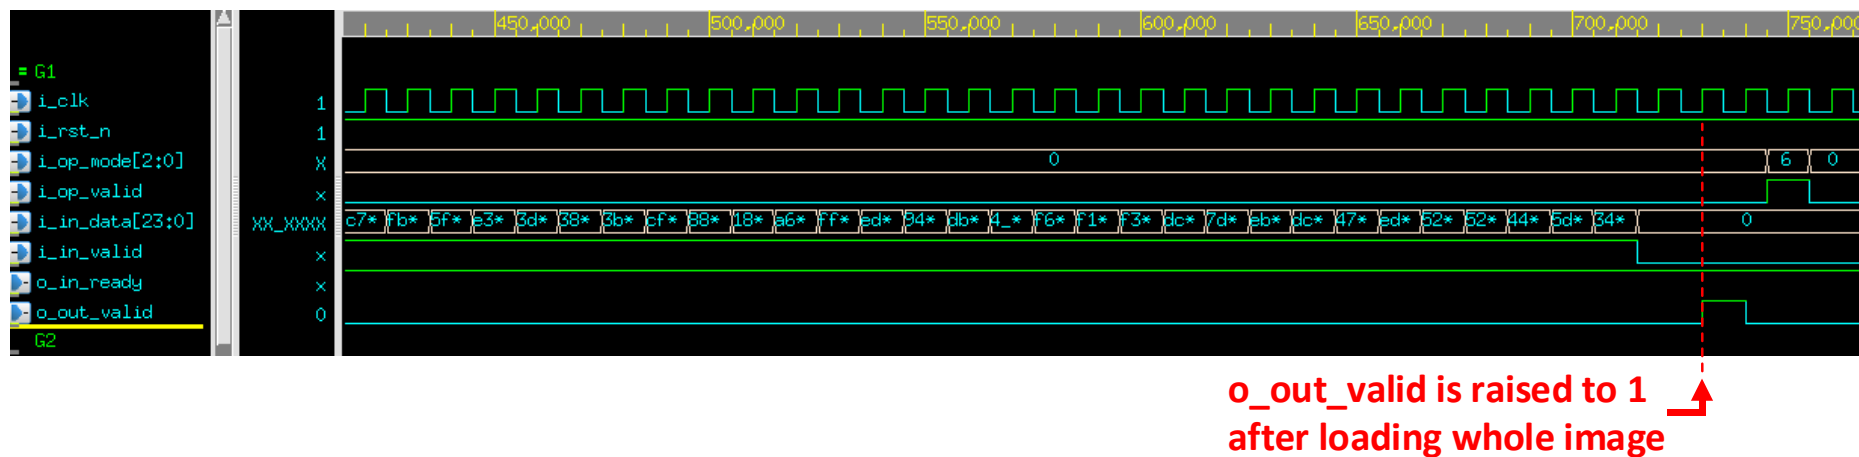 450,000 500,000 550,000 600,000 650,000 700,000 750,000
= G1
i_clk 1
i_rst_n 1
i_op_mode[2:0] X 0 6 0
i_op_valid x
i_in_data[23:0] XX_XXXX c7* fb* 5f* e3* 3d* 38* 3b* cf* 88* 18* a6* ff* ed* 94* db* 4_* f6* f1* f3* dc* 7d* eb* dc* 47* ed* 52* 52* 44* 5d* 34* 0
i_in_valid x
o_in_ready x
o_out_valid 0
G2
o_out_valid is raised to 1
after loading whole image